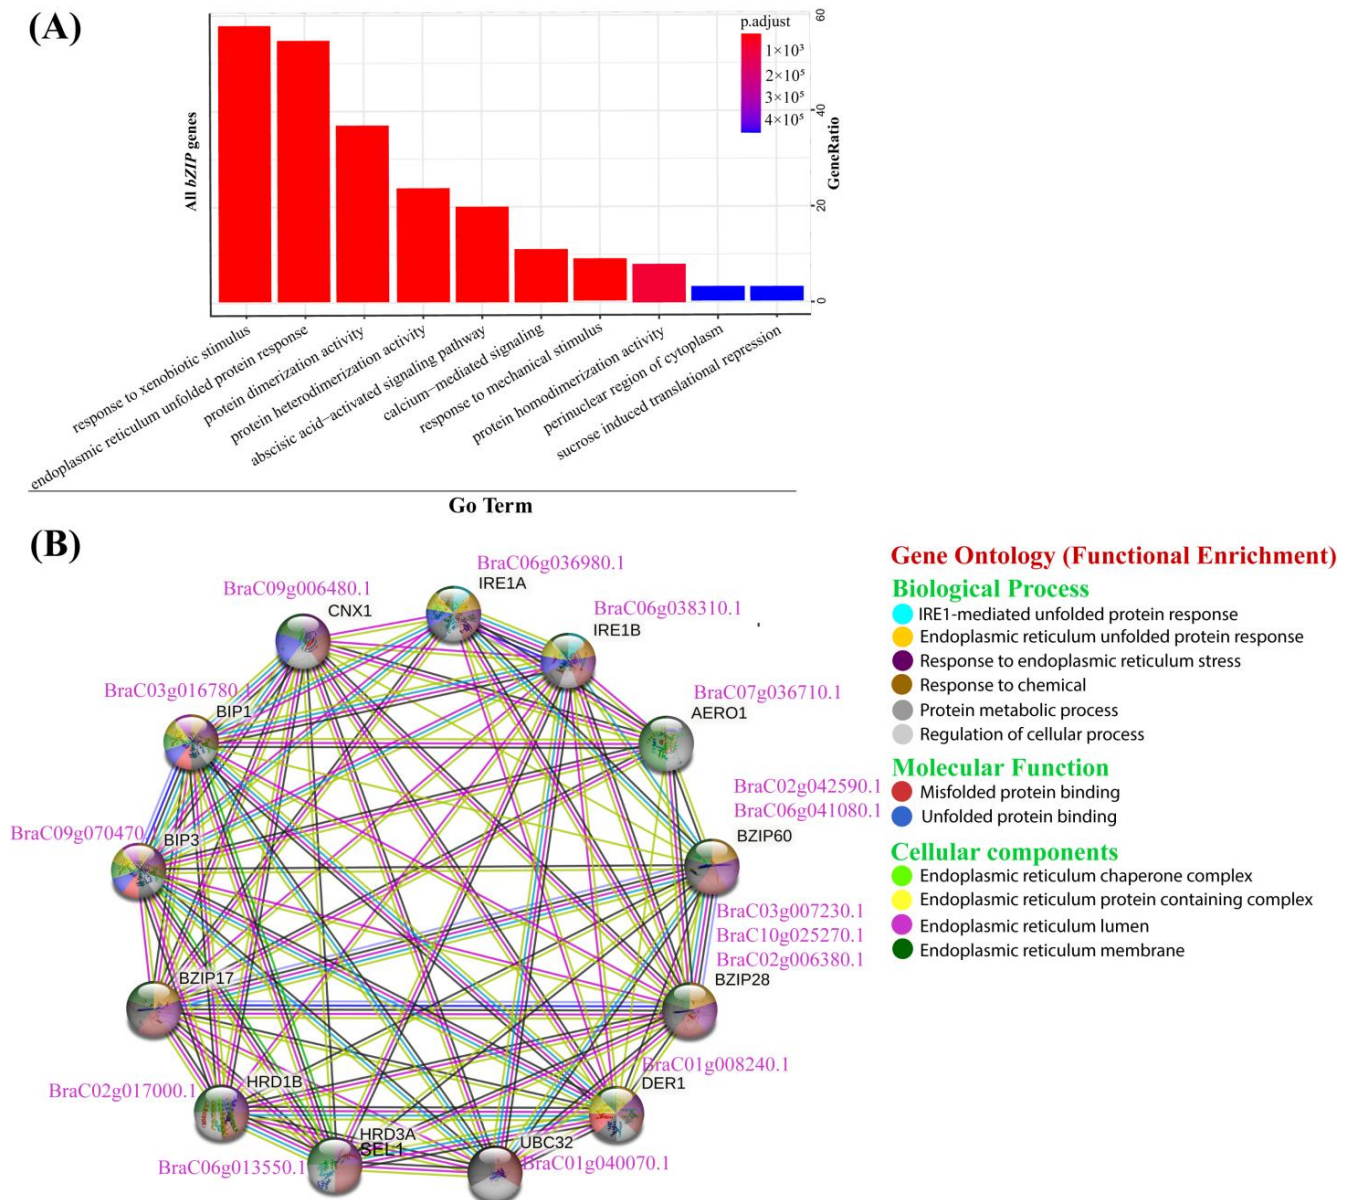 (A)
All bZIP genes
p.adjust
1×10³
2×10⁵
3×10⁵
4×10⁵
60
40
20
0
GeneRatio
response to xenobiotic stimulus
endoplasmic reticulum unfolded protein response
protein dimerization activity
protein heterodimerization activity
abscisic acid−activated signaling pathway
calcium−mediated signaling
response to mechanical stimulus
protein homodimerization activity
perinuclear region of cytoplasm
sucrose induced translational repression
Go Term
(B)
BraC06g036980.1
IRE1A
BraC09g006480.1
CNX1
BraC06g038310.1
IRE1B
BraC03g016780.1
BIP1
BraC07g036710.1
AERO1
BraC02g042590.1
BraC06g041080.1
BZIP60
BraC09g070470
BIP3
BraC03g007230.1
BraC10g025270.1
BraC02g006380.1
BZIP28
BZIP17
BraC01g008240.1
DER1
BraC02g017000.1
HRD1B
HRD3A
SEL1
BraC06g013550.1
UBC32
BraC01g040070.1
Gene Ontology (Functional Enrichment)
Biological Process
IRE1-mediated unfolded protein response
Endoplasmic reticulum unfolded protein response
Response to endoplasmic reticulum stress
Response to chemical
Protein metabolic process
Regulation of cellular process
Molecular Function
Misfolded protein binding
Unfolded protein binding
Cellular components
Endoplasmic reticulum chaperone complex
Endoplasmic reticulum protein containing complex
Endoplasmic reticulum lumen
Endoplasmic reticulum membrane